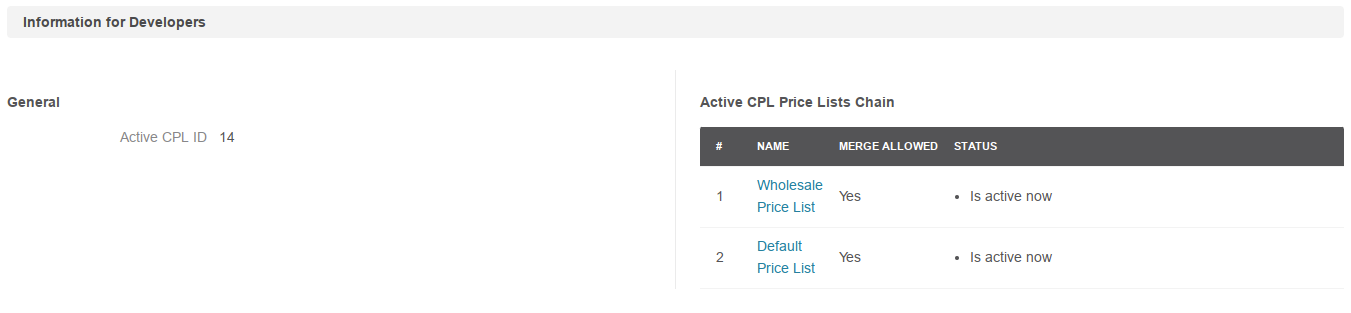 Information for Developers
General
Active CPL ID 14
Active CPL Price Lists Chain
# NAME MERGE ALLOWED STATUS
1 Wholesale Price List Yes • Is active now
2 Default Price List Yes • Is active now